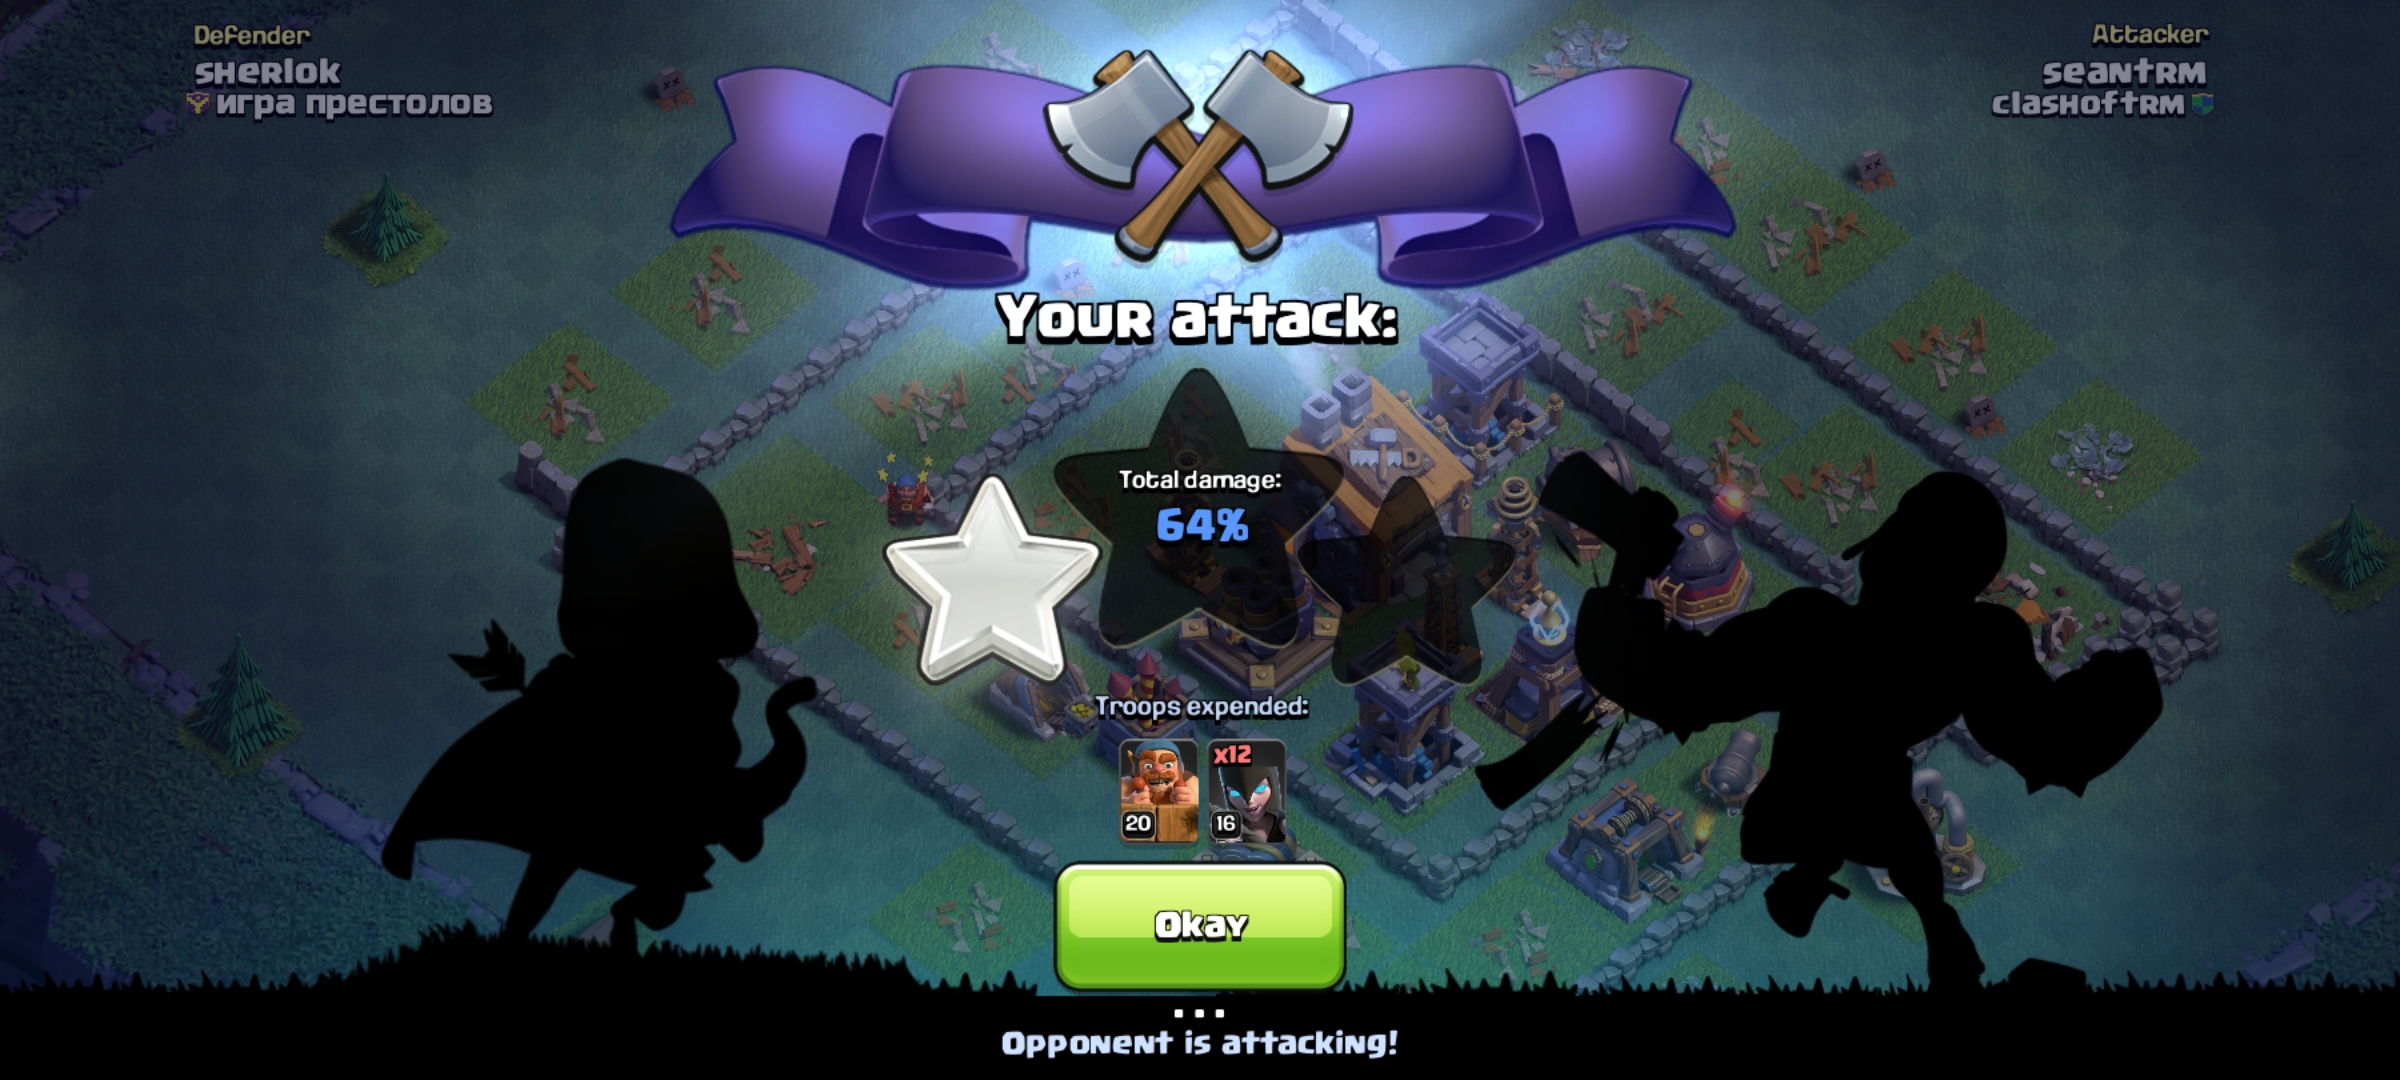 Defender
sherlok
игра престолов
Attacker
seantrm
clashoftrm
Your attack:
Total damage:
64%
Troops expended:
x12
20
16
Okay
...
Opponent is attacking!